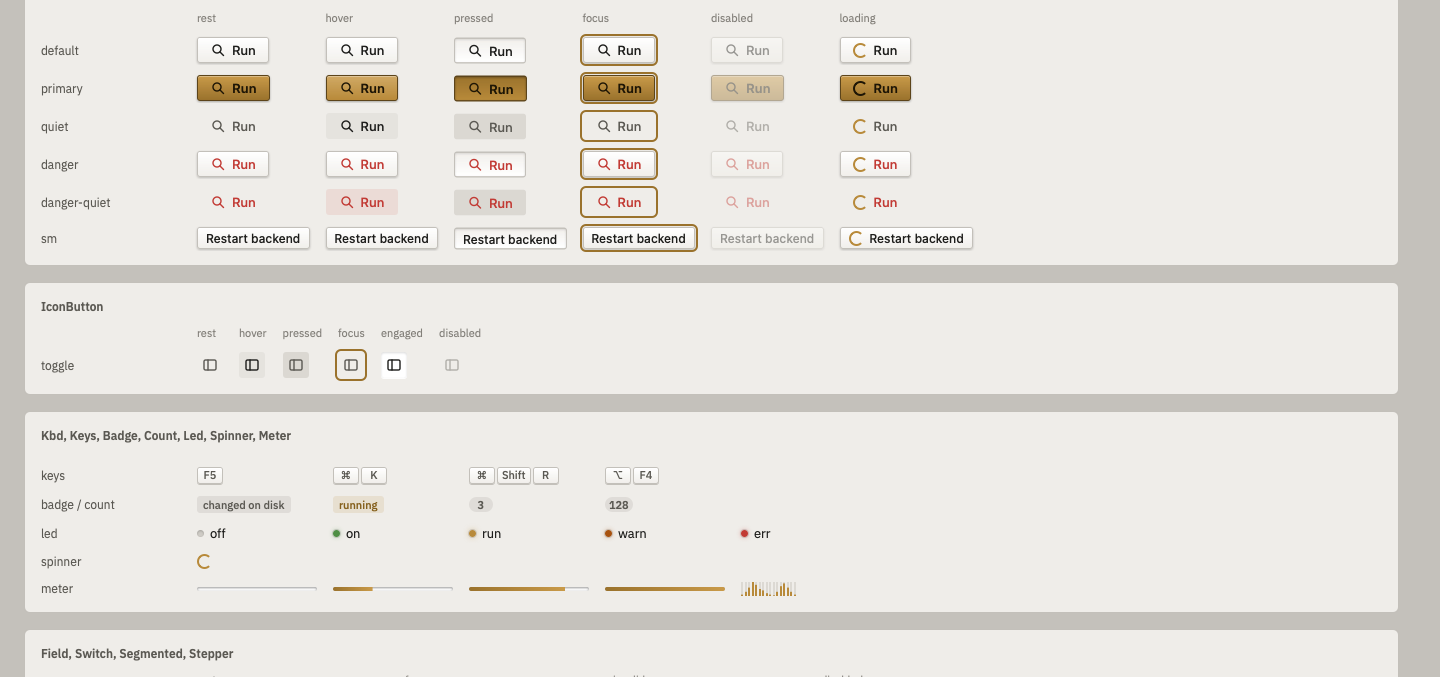 rest hover pressed focus disabled loading
default Run Run Run Run Run Run
primary Run Run Run Run Run Run
quiet Run Run Run Run Run Run
danger Run Run Run Run Run Run
danger-quiet Run Run Run Run Run Run
sm Restart backend Restart backend Restart backend Restart backend Restart backend Restart backend
IconButton
rest hover pressed focus engaged disabled
toggle
Kbd, Keys, Badge, Count, Led, Spinner, Meter
keys F5 ⌘ K ⌘ Shift R ⌥ F4
badge / count changed on disk running 3 128
led off on run warn err
spinner
meter
Field, Switch, Segmented, Stepper